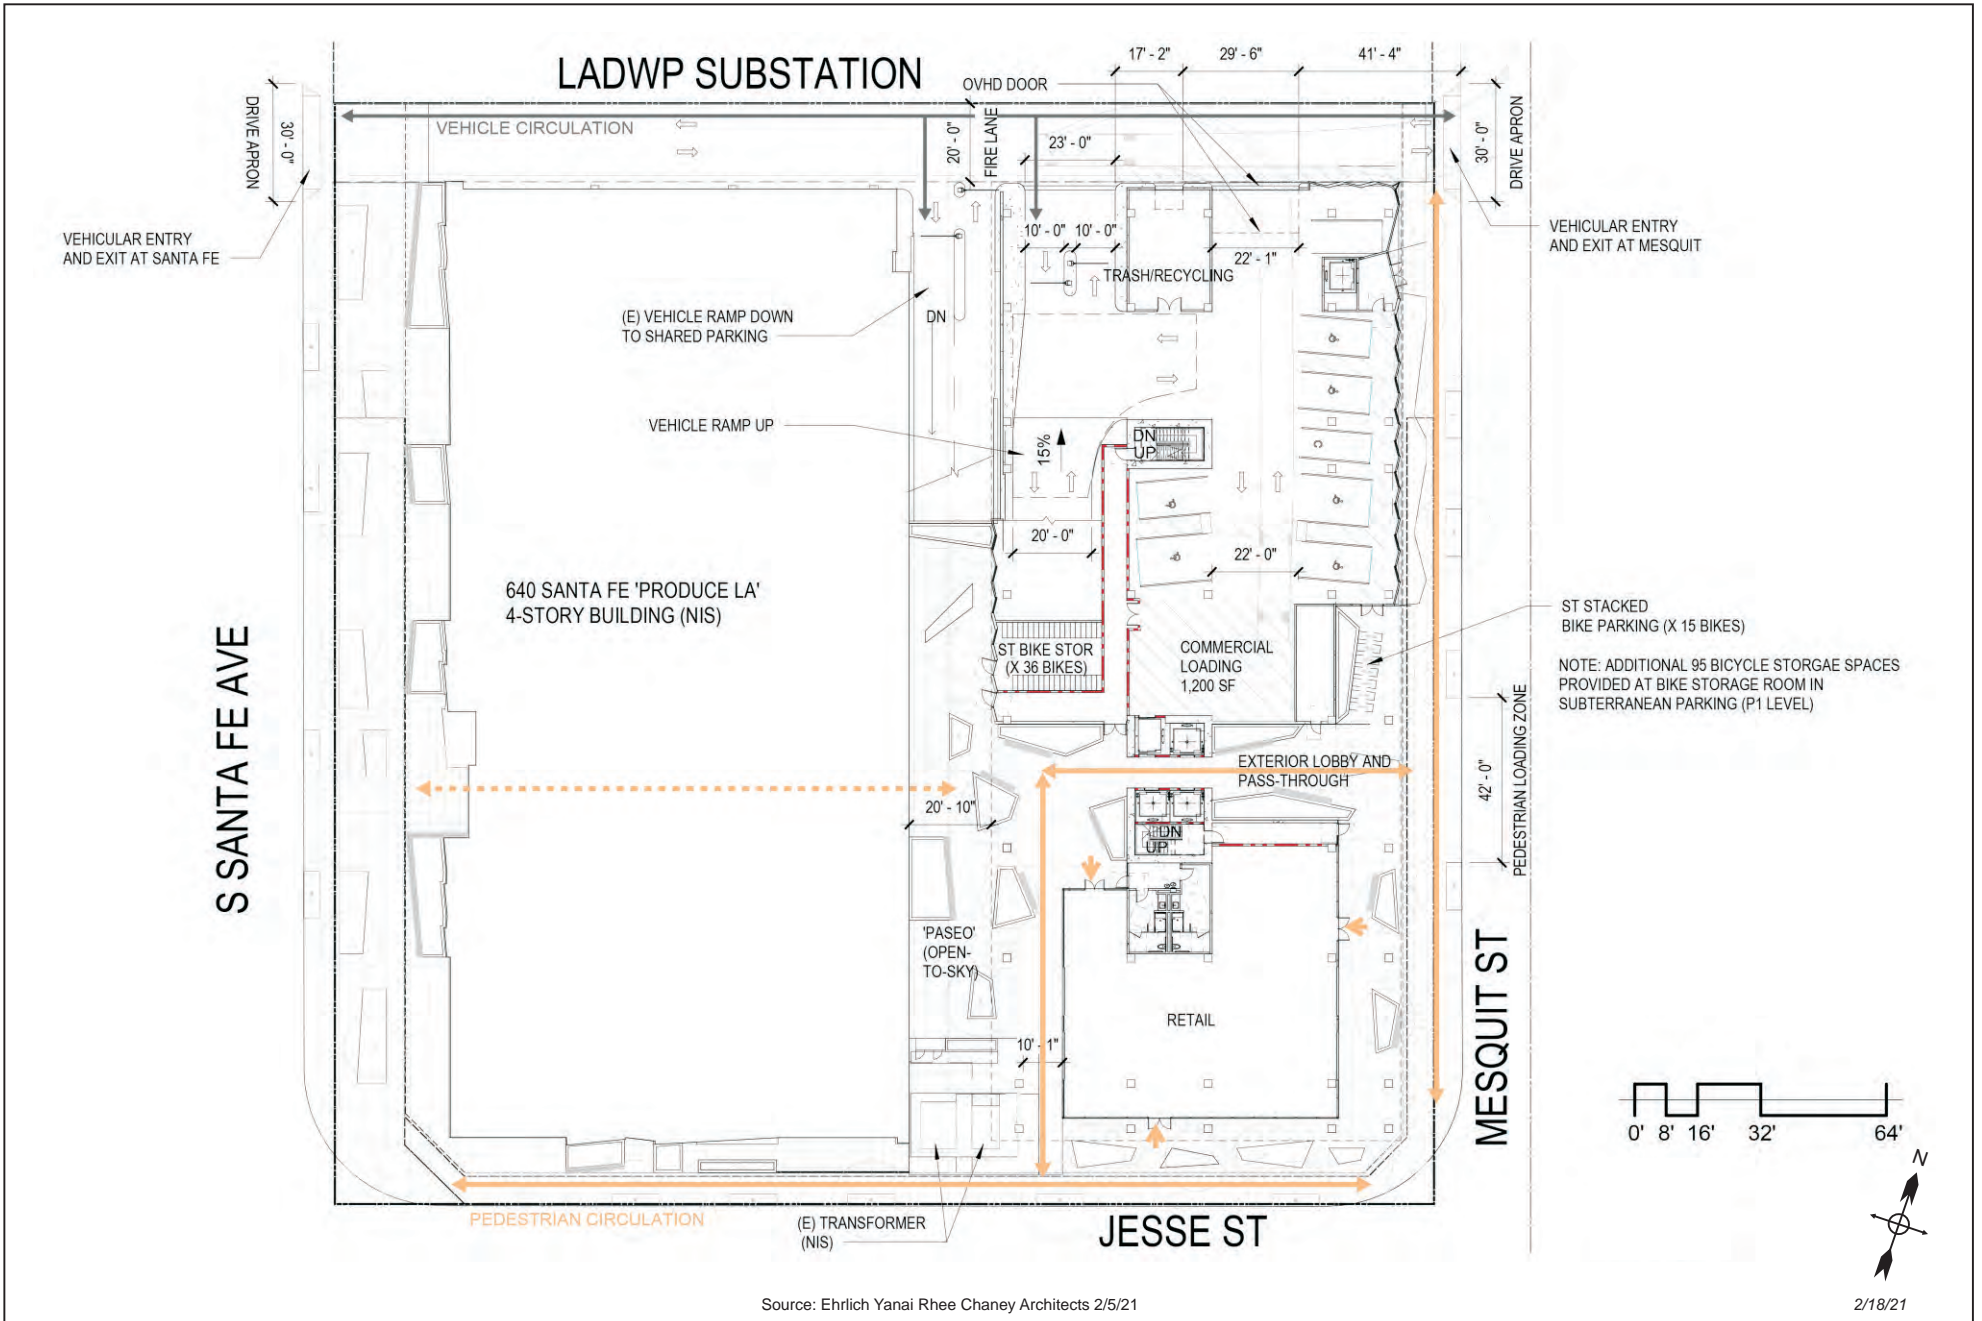 LADWP SUBSTATION
17' - 2"
29' - 6"
41' - 4"
OVHD DOOR
DRIVE APRON
30' - 0"
VEHICLE CIRCULATION
20' - 0"
FIRE LANE
23' - 0"
30' - 0"
DRIVE APRON
VEHICULAR ENTRY
AND EXIT AT SANTA FE
VEHICULAR ENTRY
AND EXIT AT MESQUIT
10' - 0"
10' - 0"
22' - 1"
TRASH/RECYCLING
(E) VEHICLE RAMP DOWN
TO SHARED PARKING
DN
VEHICLE RAMP UP
15%
DN
UP
C
20' - 0"
22' - 0"
640 SANTA FE 'PRODUCE LA'
4-STORY BUILDING (NIS)
ST STACKED
BIKE PARKING (X 15 BIKES)
ST BIKE STOR
(X 36 BIKES)
COMMERCIAL
LOADING
1,200 SF
NOTE: ADDITIONAL 95 BICYCLE STORGAE SPACES
PROVIDED AT BIKE STORAGE ROOM IN
SUBTERRANEAN PARKING (P1 LEVEL)
S SANTA FE AVE
EXTERIOR LOBBY AND
PASS-THROUGH
42' - 0"
PEDESTRIAN LOADING ZONE
20' - 10"
DN
UP
'PASEO'
(OPEN-
TO-SKY)
RETAIL
MESQUIT ST
10' - 1"
0' 8' 16' 32' 64'
N
PEDESTRIAN CIRCULATION
(E) TRANSFORMER
(NIS)
JESSE ST
Source: Ehrlich Yanai Rhee Chaney Architects 2/5/21
2/18/21